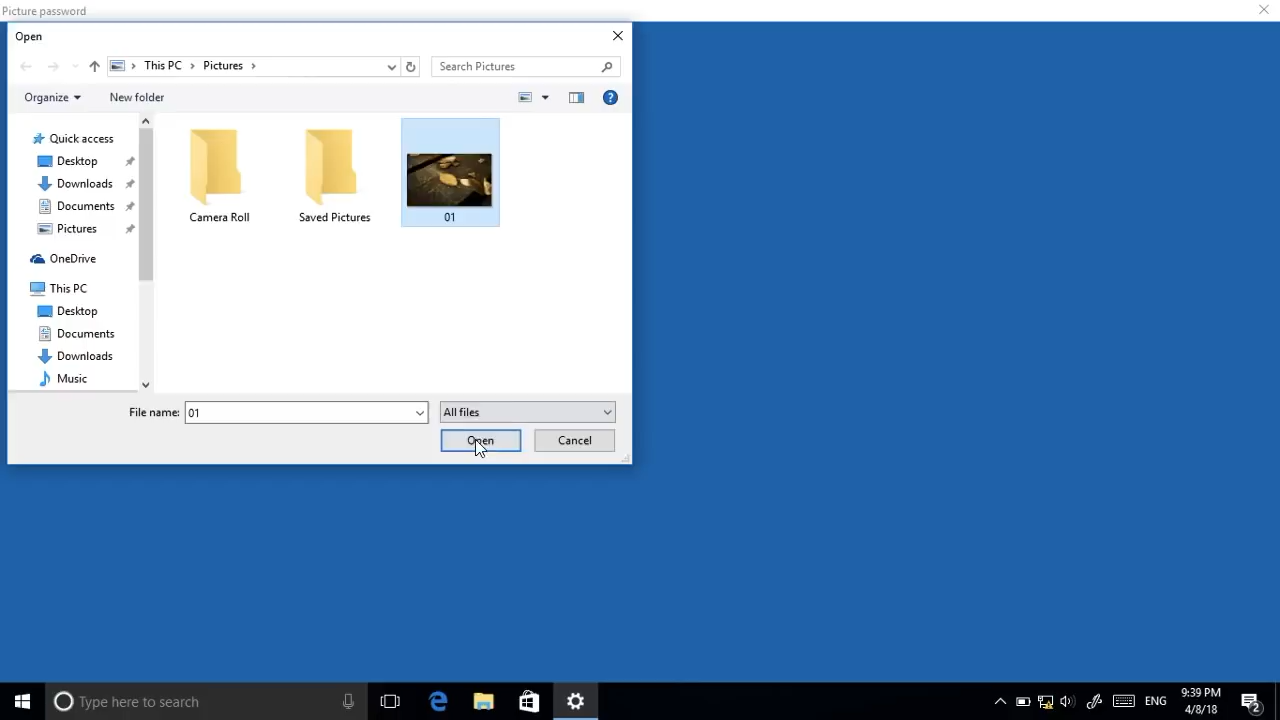 Picture password
Open
This PC
Pictures
Search Pictures
Organize
New folder
Quick access
Desktop
Downloads
Documents
Pictures
OneDrive
This PC
Desktop
Documents
Downloads
Music
Camera Roll
Saved Pictures
01
File name:
01
All files
Open
Cancel
Type here to search
ENG
9:39 PM
4/8/18
2